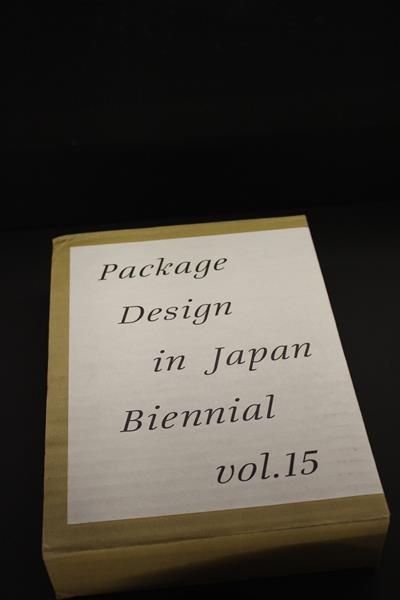 Package
Design
in Japan
Biennial
vol.15